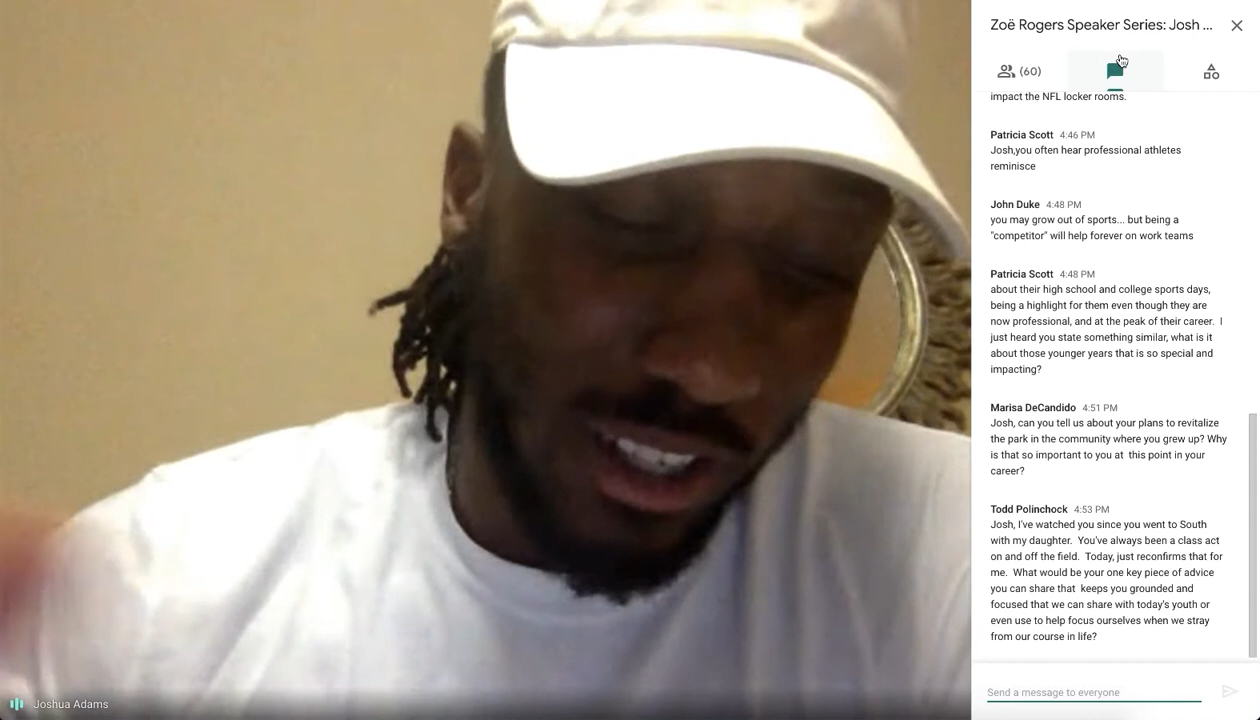 Zoë Rogers Speaker Series: Josh ...
(60)
impact the NFL locker rooms.
Patricia Scott 4:46 PM
Josh,you often hear professional athletes
reminisce
John Duke 4:48 PM
you may grow out of sports... but being a
"competitor" will help forever on work teams
Patricia Scott 4:48 PM
about their high school and college sports days,
being a highlight for them even though they are
now professional, and at the peak of their career.  I
just heard you state something similar, what is it
about those younger years that is so special and
impacting?
Marisa DeCandido 4:51 PM
Josh, can you tell us about your plans to revitalize
the park in the community where you grew up? Why
is that so important to you at  this point in your
career?
Todd Polinchock 4:53 PM
Josh, I've watched you since you went to South
with my daughter.  You've always been a class act
on and off the field.  Today, just reconfirms that for
me.  What would be your one key piece of advice
you can share that  keeps you grounded and
focused that we can share with today's youth or
even use to help focus ourselves when we stray
from our course in life?
Send a message to everyone
Joshua Adams